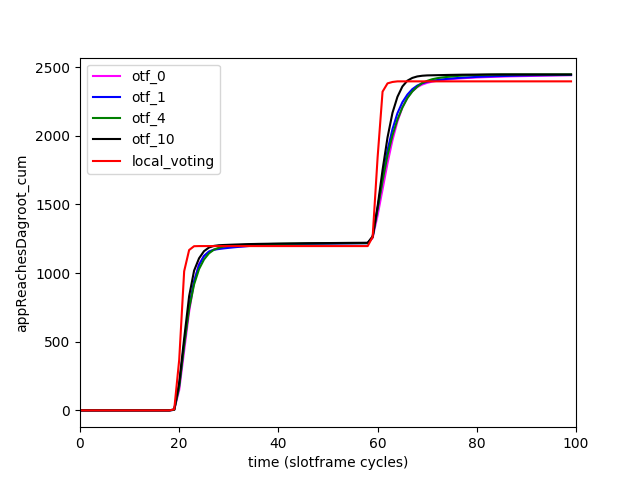 otf_0
otf_1
otf_4
otf_10
local_voting
appReachesDagroot_cum
2500
2000
1500
1000
500
0
0 20 40 60 80 100
time (slotframe cycles)